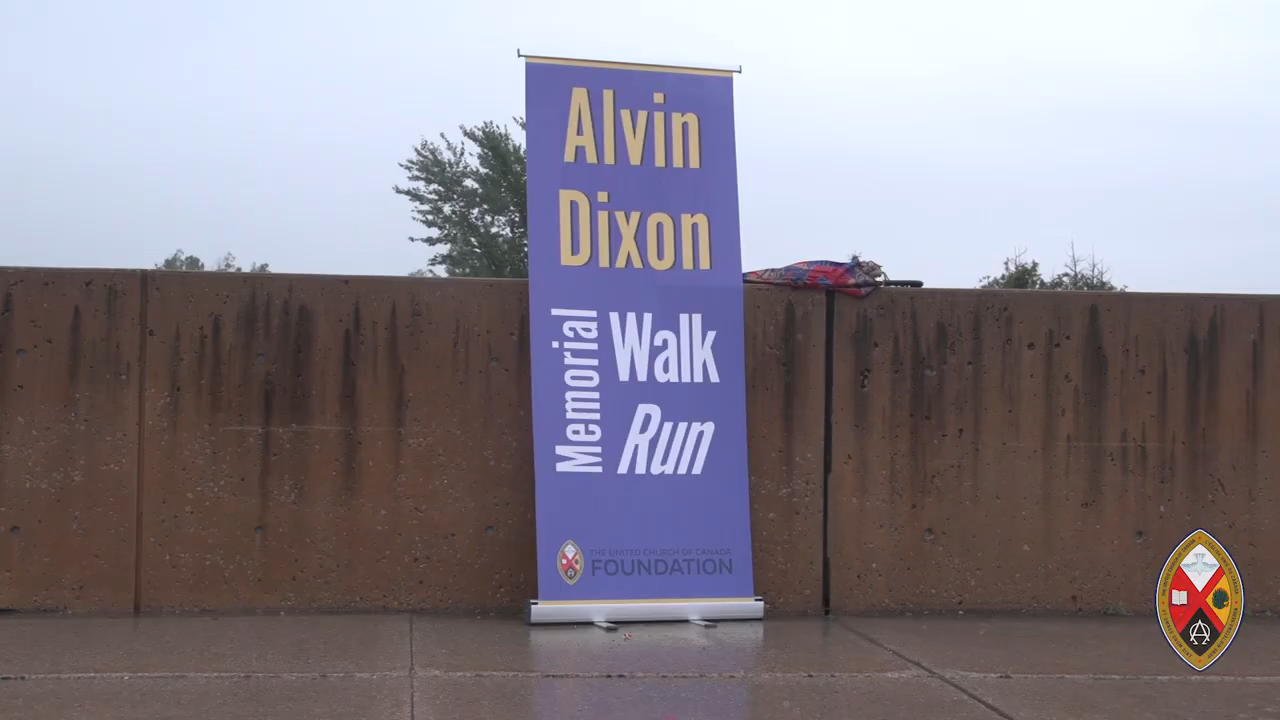 Alvin
Dixon
Memorial
Walk
Run
THE UNITED CHURCH OF CANADA
FOUNDATION